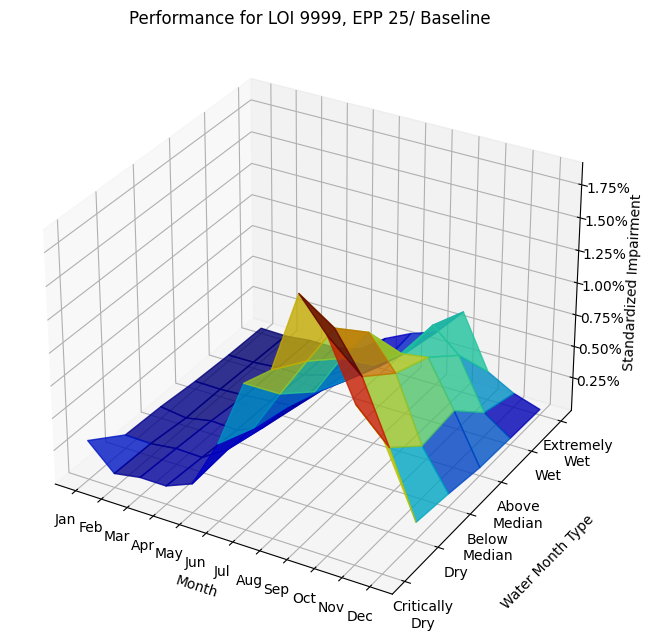 Performance for LOI 9999, EPP 25/ Baseline
1.75%
1.50%
1.25%
1.00%
0.75%
0.50%
0.25%
Standardized Impairment
Extremely
Wet
Wet
Above
Median
Below
Median
Dry
Critically
Dry
Water Month Type
Jan
Feb
Mar
Apr
May
Jun
Jul
Aug
Sep
Oct
Nov
Dec
Month